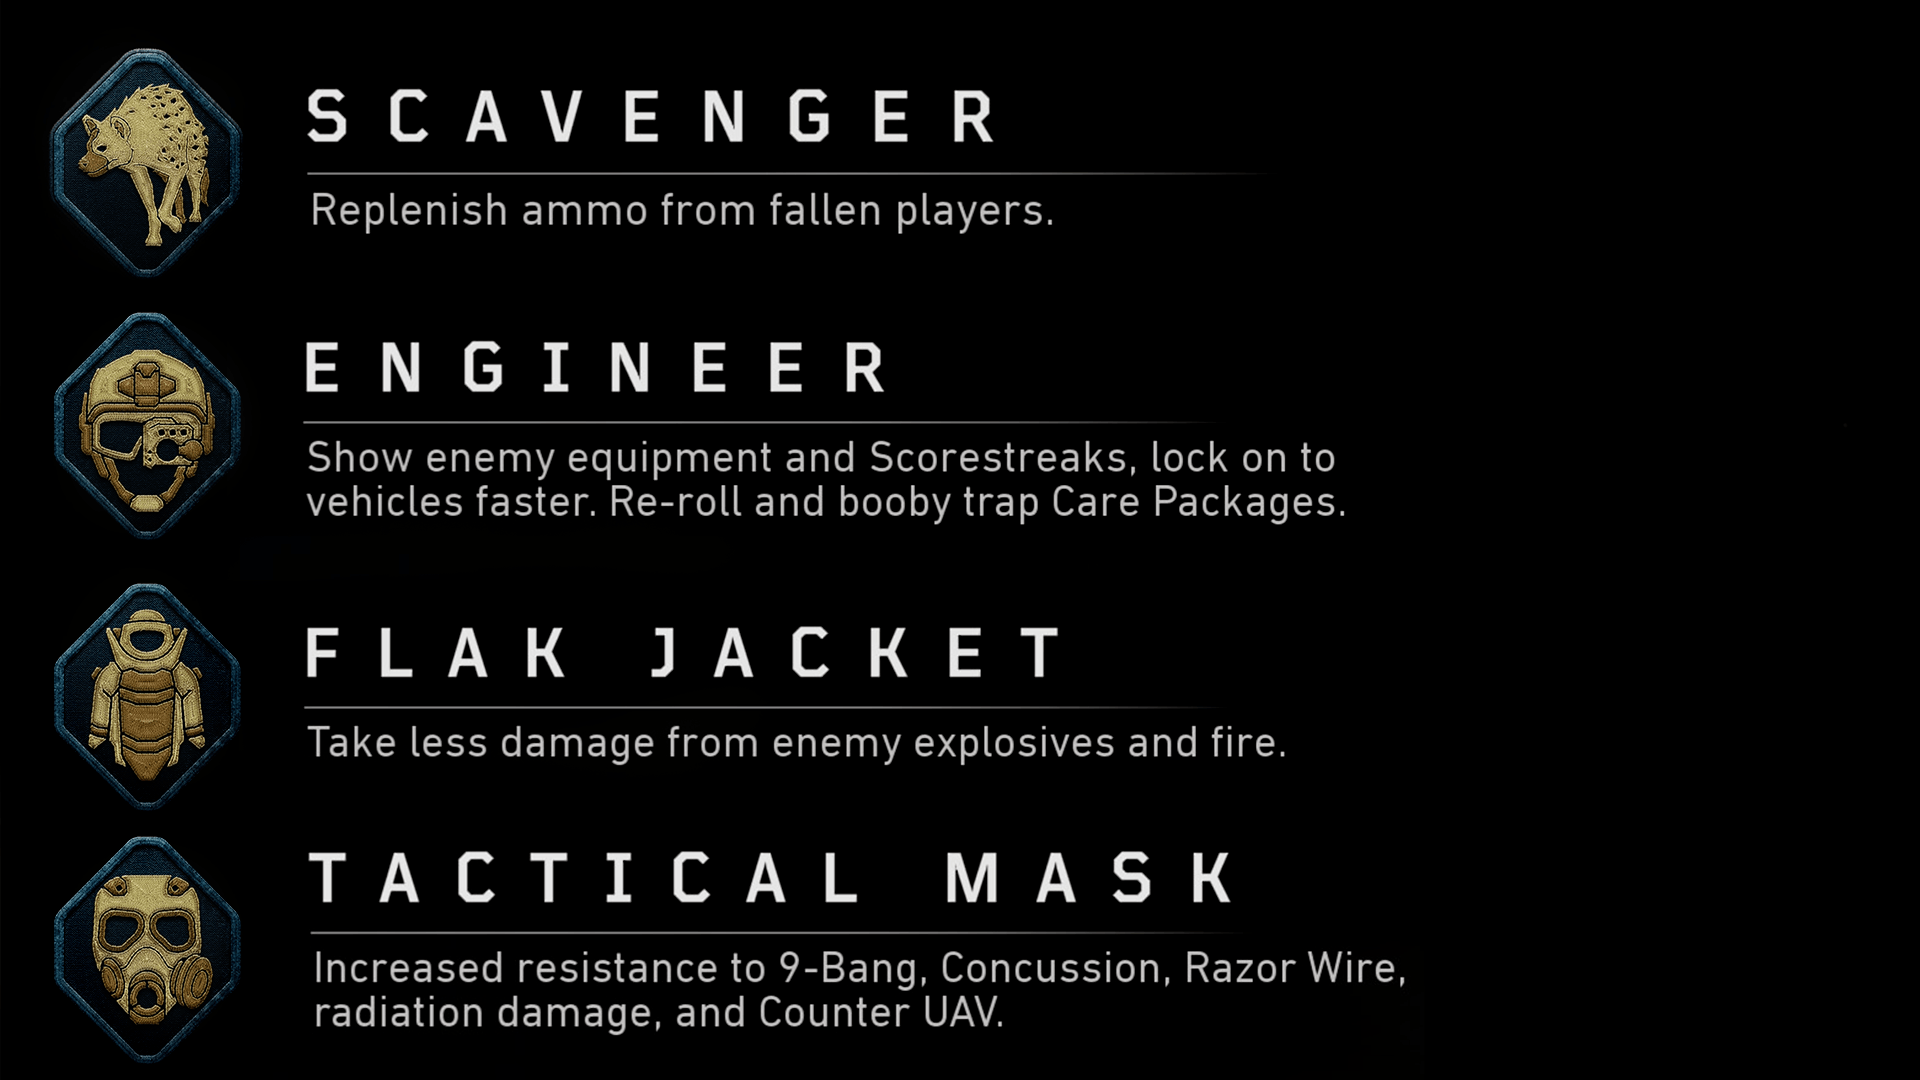 SCAVENGER
Replenish ammo from fallen players.
ENGINEER
Show enemy equipment and Scorestreaks, lock on to
vehicles faster. Re-roll and booby trap Care Packages.
FLAK JACKET
Take less damage from enemy explosives and fire.
TACTICAL MASK
Increased resistance to 9-Bang, Concussion, Razor Wire,
radiation damage, and Counter UAV.